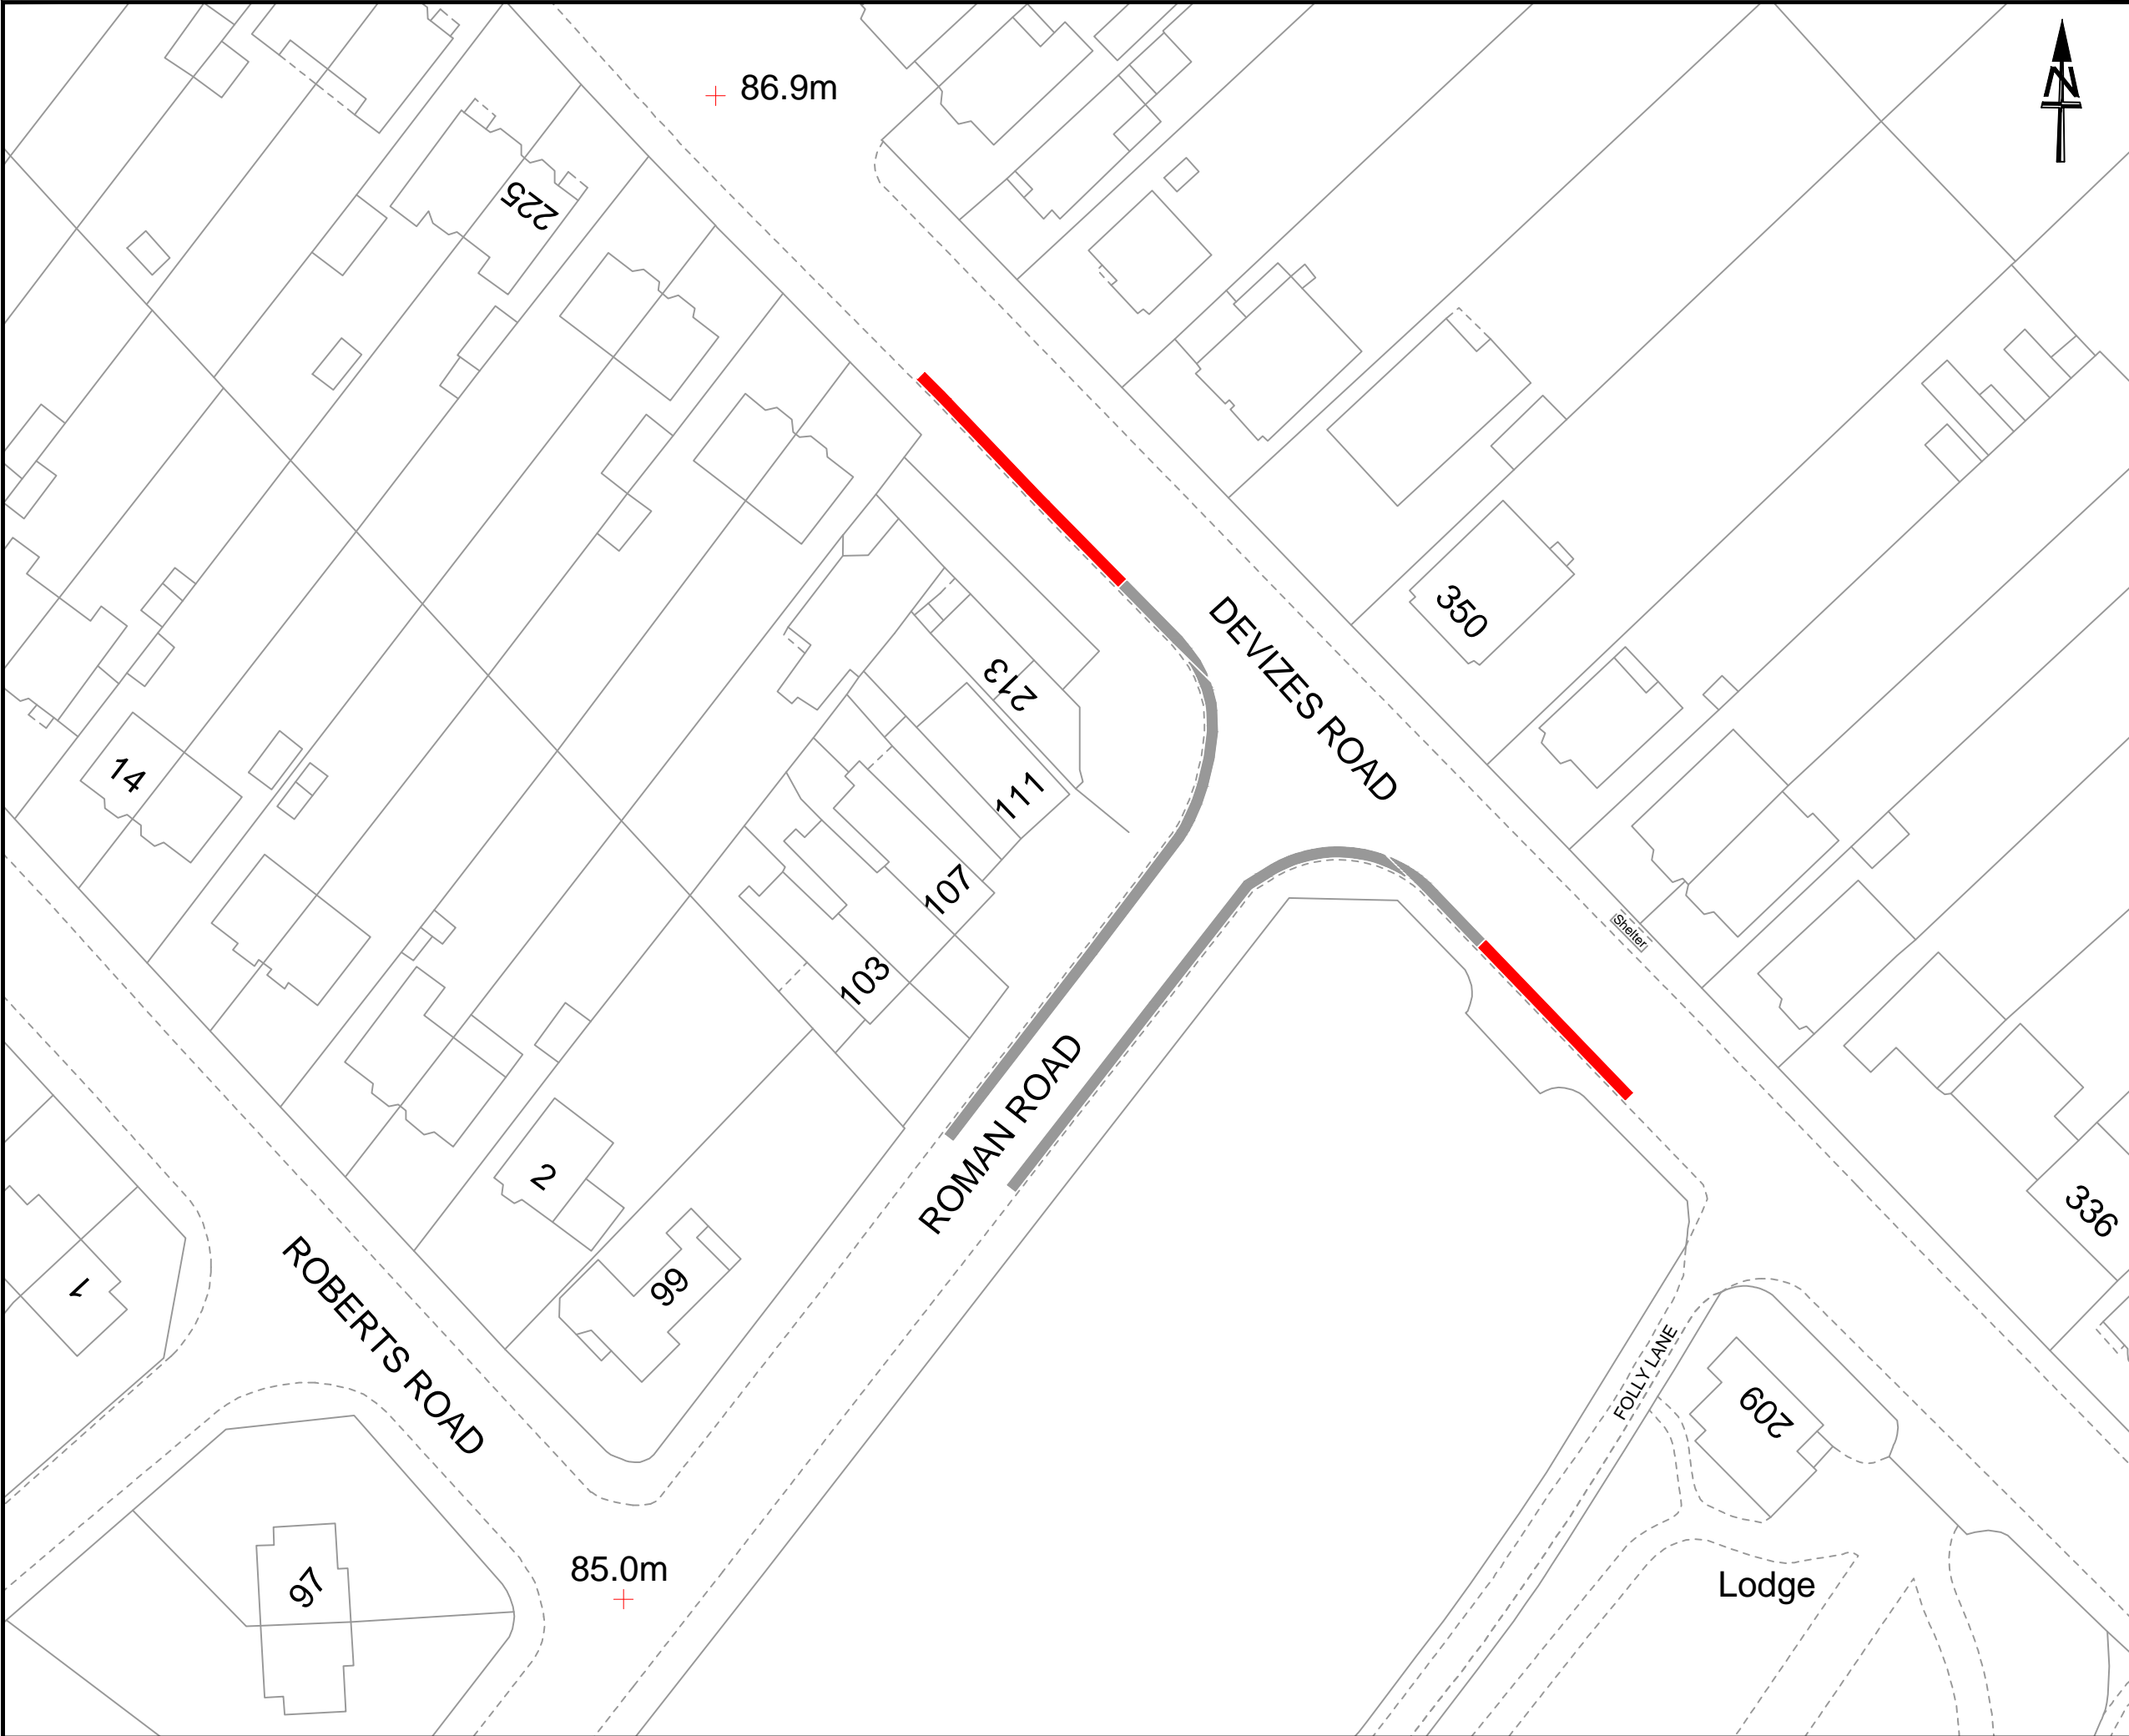 86.9m
N
225
350
DEVIZES ROAD
213
14
111
107
Shelter
103
ROMAN ROAD
2
336
1
99
ROBERTS ROAD
FOLLY LANE
209
85.0m
97
Lodge